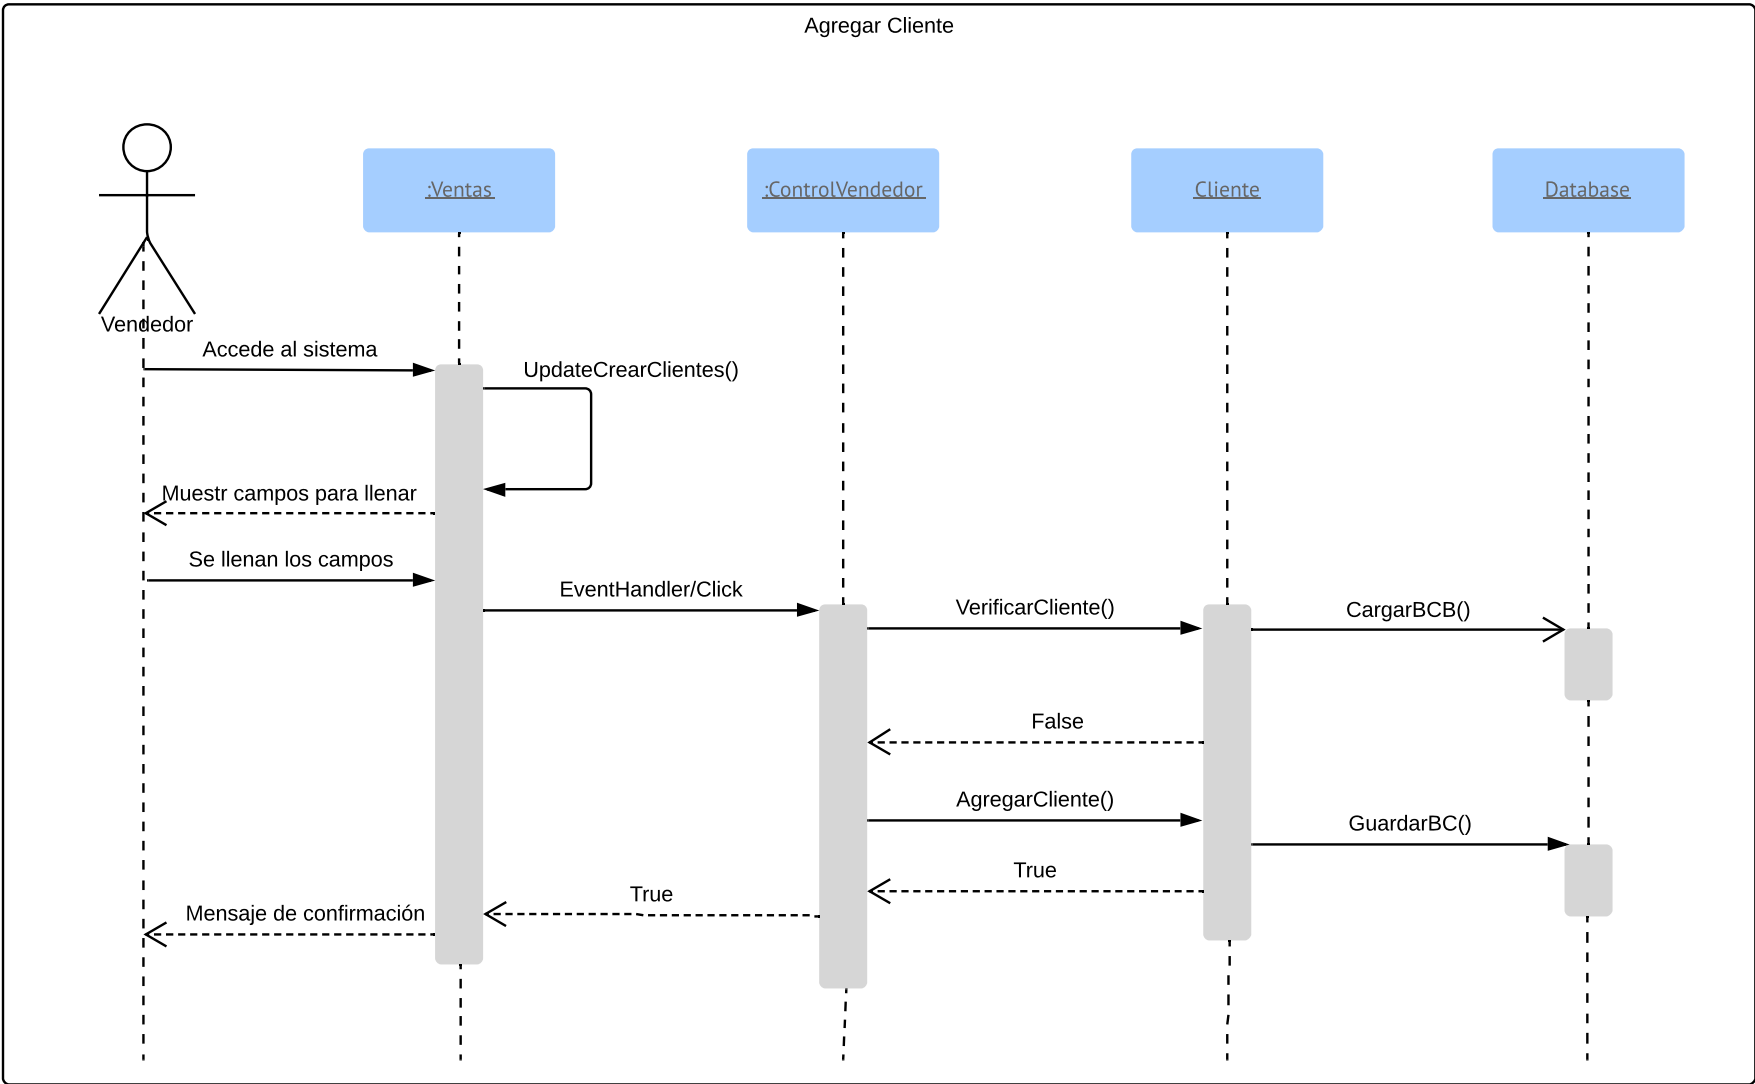 Agregar Cliente
:Ventas
:ControlVendedor
Cliente
Database
Vendedor
Accede al sistema
UpdateCrearClientes()
Muestr campos para llenar
Se llenan los campos
EventHandler/Click
VerificarCliente()
CargarBCB()
False
AgregarCliente()
GuardarBC()
True
True
Mensaje de confirmación